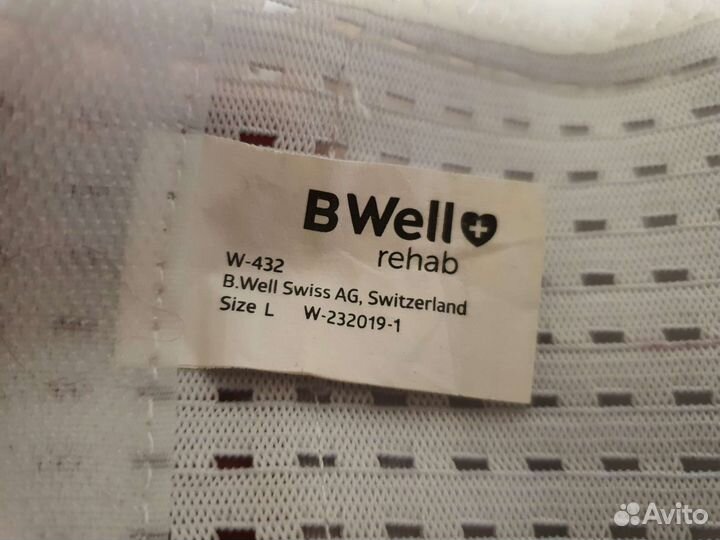 B Well
rehab
W-432
B.Well Swiss AG, Switzerland
Size L W-232019-1
Avito